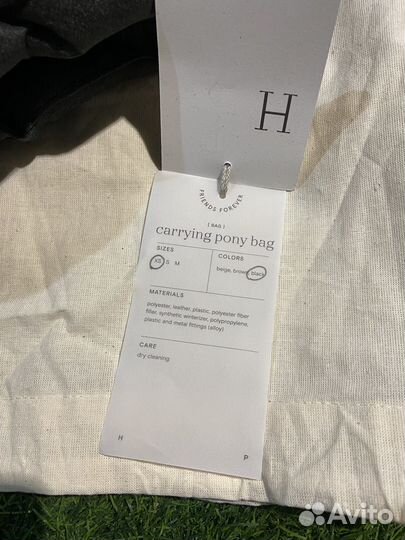 H
FRIENDS FOREVER
( BAG )
carrying pony bag
SIZES
XS S M
COLORS
beige, brown, black
MATERIALS
polyester, leather, plastic, polyester fiber
filler, synthetic winterizer, polypropylene,
plastic and metal fittings (alloy)
CARE
dry cleaning
H P
Avito